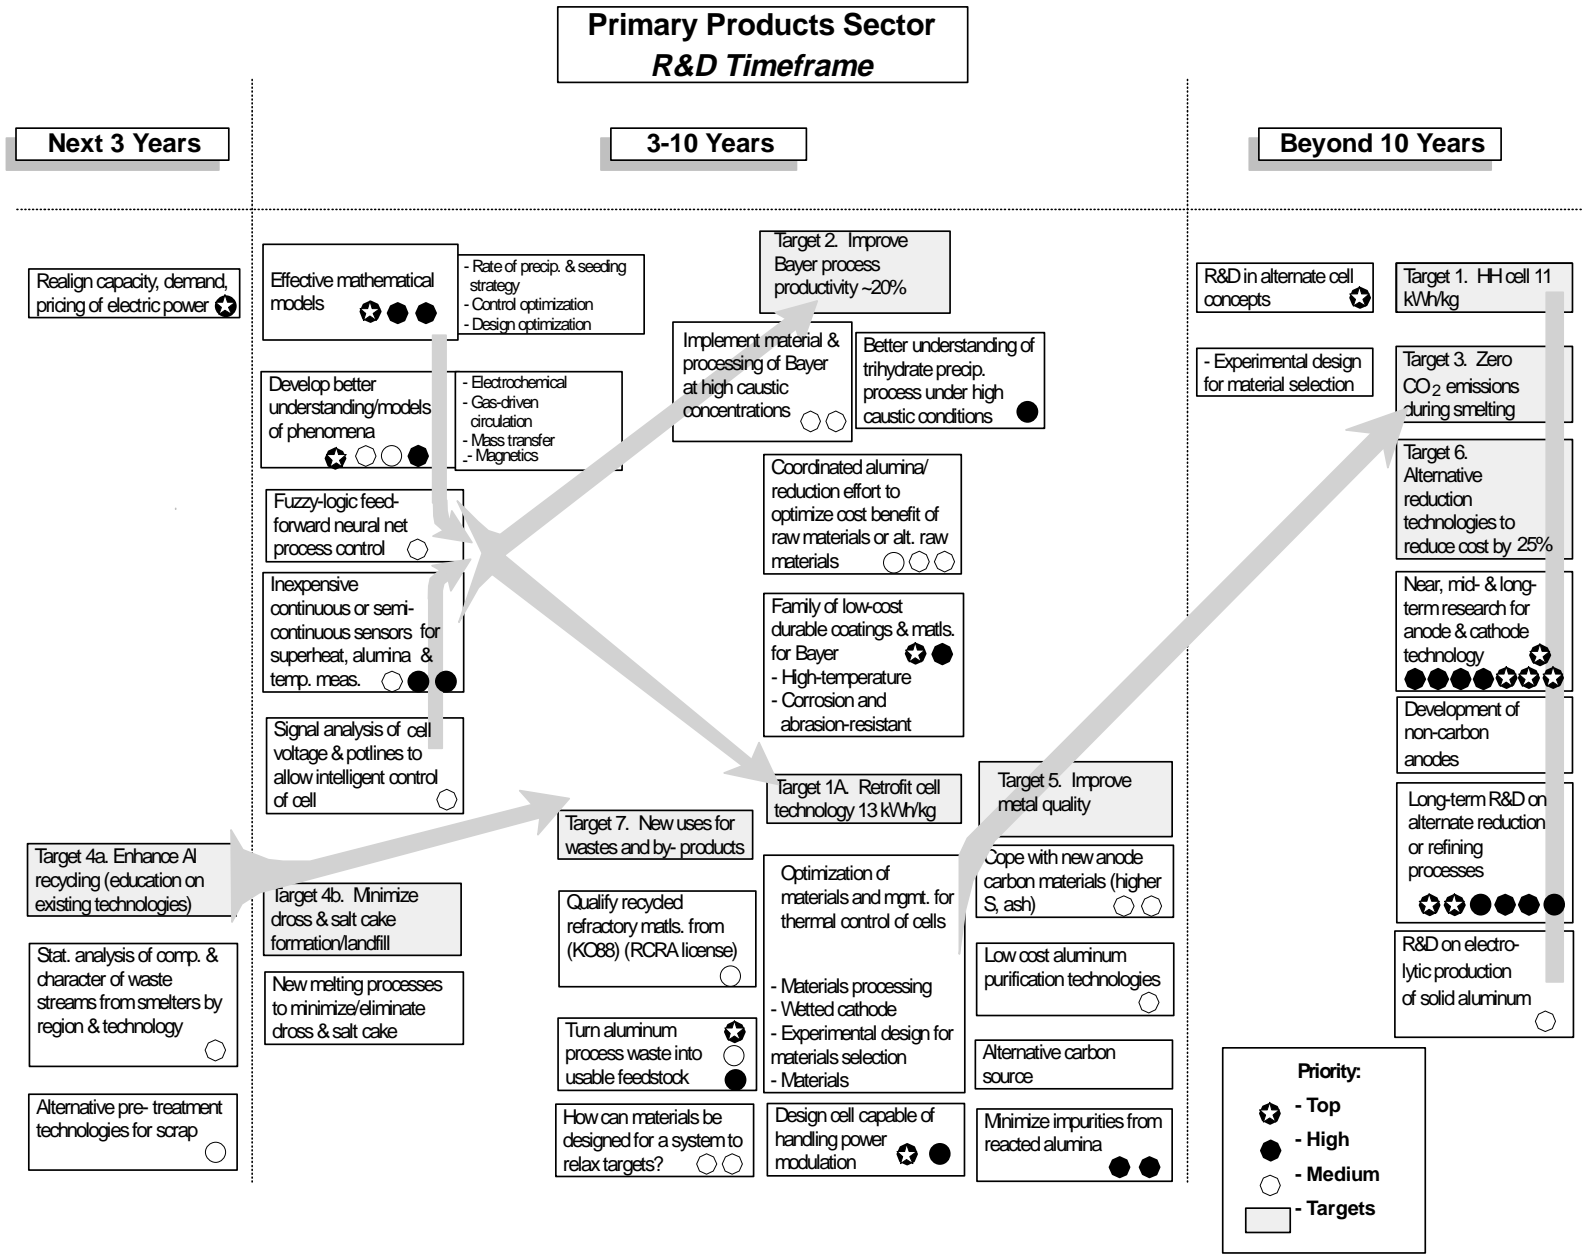 Primary Products Sector
R&D Timeframe
Next 3 Years
3-10 Years
Beyond 10 Years
Realign capacity, demand,
pricing of electric power
Target 4a. Enhance Al
recycling (education on
existing technologies)
Stat. analysis of comp. &
character of waste
streams from smelters by
region & technology
Alternative pre- treatment
technologies for scrap
Effective mathematical
models
- Rate of precip. & seeding
strategy
- Control optimization
- Design optimization
Develop better
understanding/models
of phenomena
- Electrochemical
- Gas-driven
circulation
- Mass transfer
- Magnetics
Fuzzy-logic feed-
forward neural net
process control
Inexpensive
continuous or semi-
continuous sensors for
superheat, alumina &
temp. meas.
Signal analysis of cell
voltage & potlines to
allow intelligent control
of cell
Target 4b. Minimize
dross & salt cake
formation/landfill
New melting processes
to minimize/eliminate
dross & salt cake
Target 7. New uses for
wastes and by- products
Qualify recycled
refractory matls. from
(KO88) (RCRA license)
Turn aluminum
process waste into
usable feedstock
How can materials be
designed for a system to
relax targets?
Target 2. Improve
Bayer process
productivity ~20%
Implement material &
processing of Bayer
at high caustic
concentrations
Better understanding of
trihydrate precip.
process under high
caustic conditions
Coordinated alumina/
reduction effort to
optimize cost benefit of
raw materials or alt. raw
materials
Family of low-cost
durable coatings & matls.
for Bayer
- High-temperature
- Corrosion and
abrasion-resistant
Target 1A. Retrofit cell
technology 13 kWh/kg
Optimization of
materials and mgmt. for
thermal control of cells
- Materials processing
- Wetted cathode
- Experimental design for
materials selection
- Materials
Design cell capable of
handling power
modulation
Target 5. Improve
metal quality
Cope with new anode
carbon materials (higher
S, ash)
Low cost aluminum
purification technologies
Alternative carbon
source
Minimize impurities from
reacted alumina
R&D in alternate cell
concepts
- Experimental design
for material selection
Target 1. HH cell 11
kWh/kg
Target 3. Zero
CO2 emissions
during smelting
Target 6.
Alternative
reduction
technologies to
reduce cost by 25%
Near, mid- & long-
term research for
anode & cathode
technology
Development of
non-carbon
anodes
Long-term R&D on
alternate reduction
or refining
processes
R&D on electro-
lytic production
of solid aluminum
Priority:
- Top
- High
- Medium
- Targets